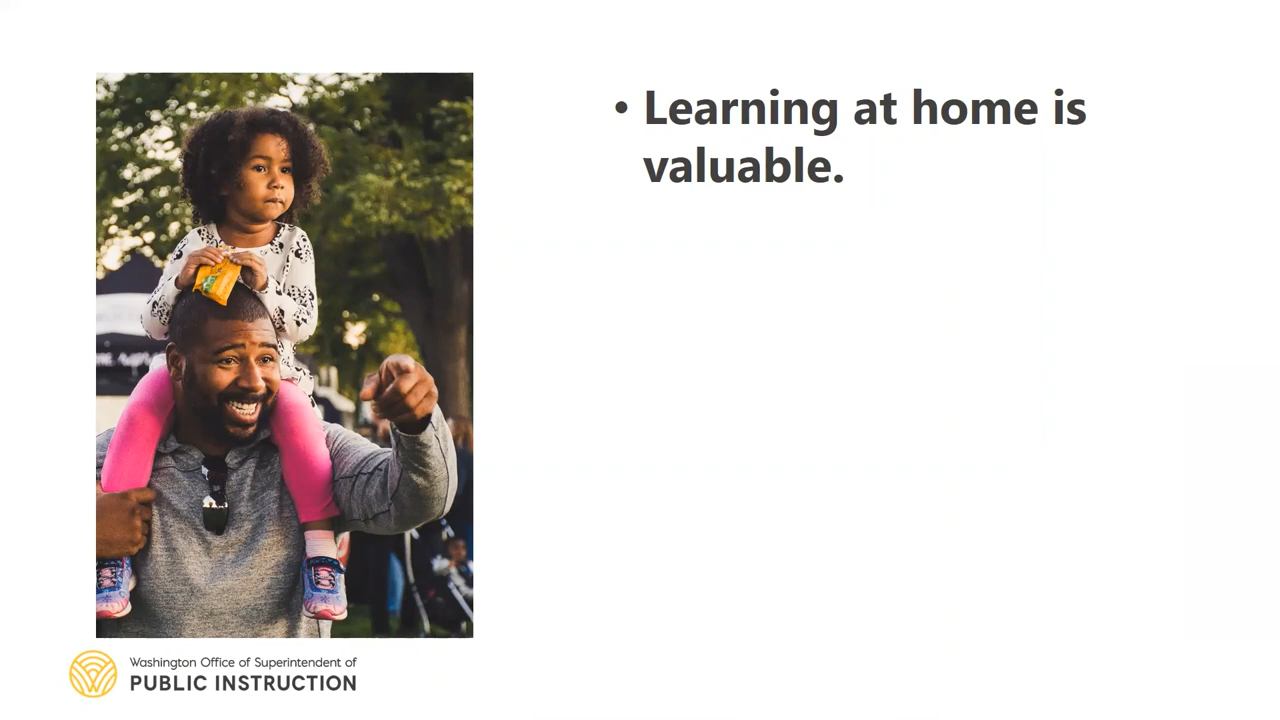 • Learning at home is
valuable.
Washington Office of Superintendent of
PUBLIC INSTRUCTION